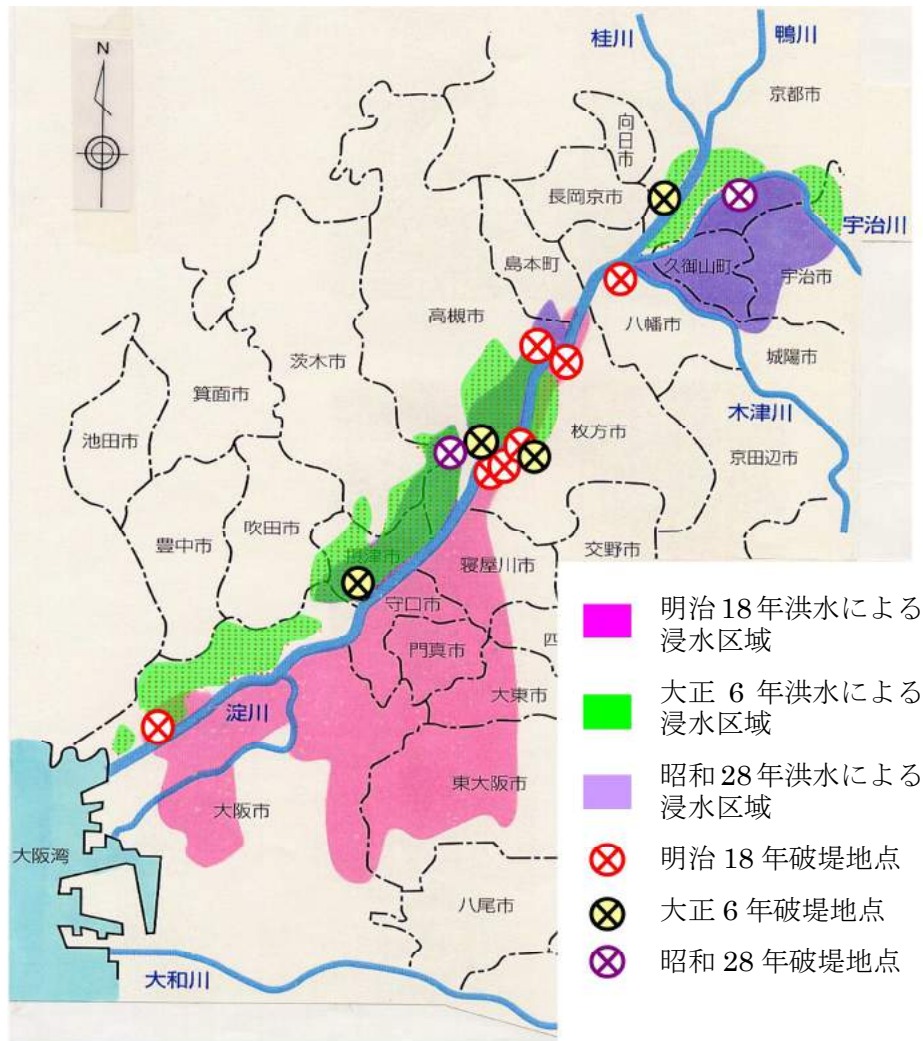 N
桂川
鴨川
京都市
向日市
長岡京市
宇治川
島本町
久御山町
宇治市
高槻市
八幡市
茨木市
城陽市
箕面市
木津川
池田市
枚方市
京田辺市
吹田市
豊中市
交野市
摂津市
寝屋川市
守口市
門真市
四
大東市
淀川
東大阪市
大阪市
大阪湾
八尾市
大和川
明治18年洪水による
浸水区域
大正 6 年洪水による
浸水区域
昭和28年洪水による
浸水区域
明治 18 年破堤地点
大正 6 年破堤地点
昭和 28 年破堤地点